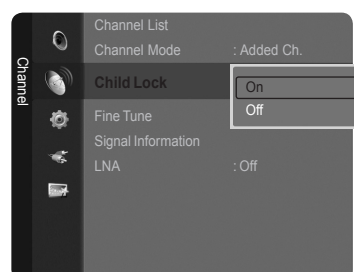 Channel
Channel List
Channel Mode : Added Ch.
Child Lock
On
Off
Fine Tune
Signal Information
LNA : Off